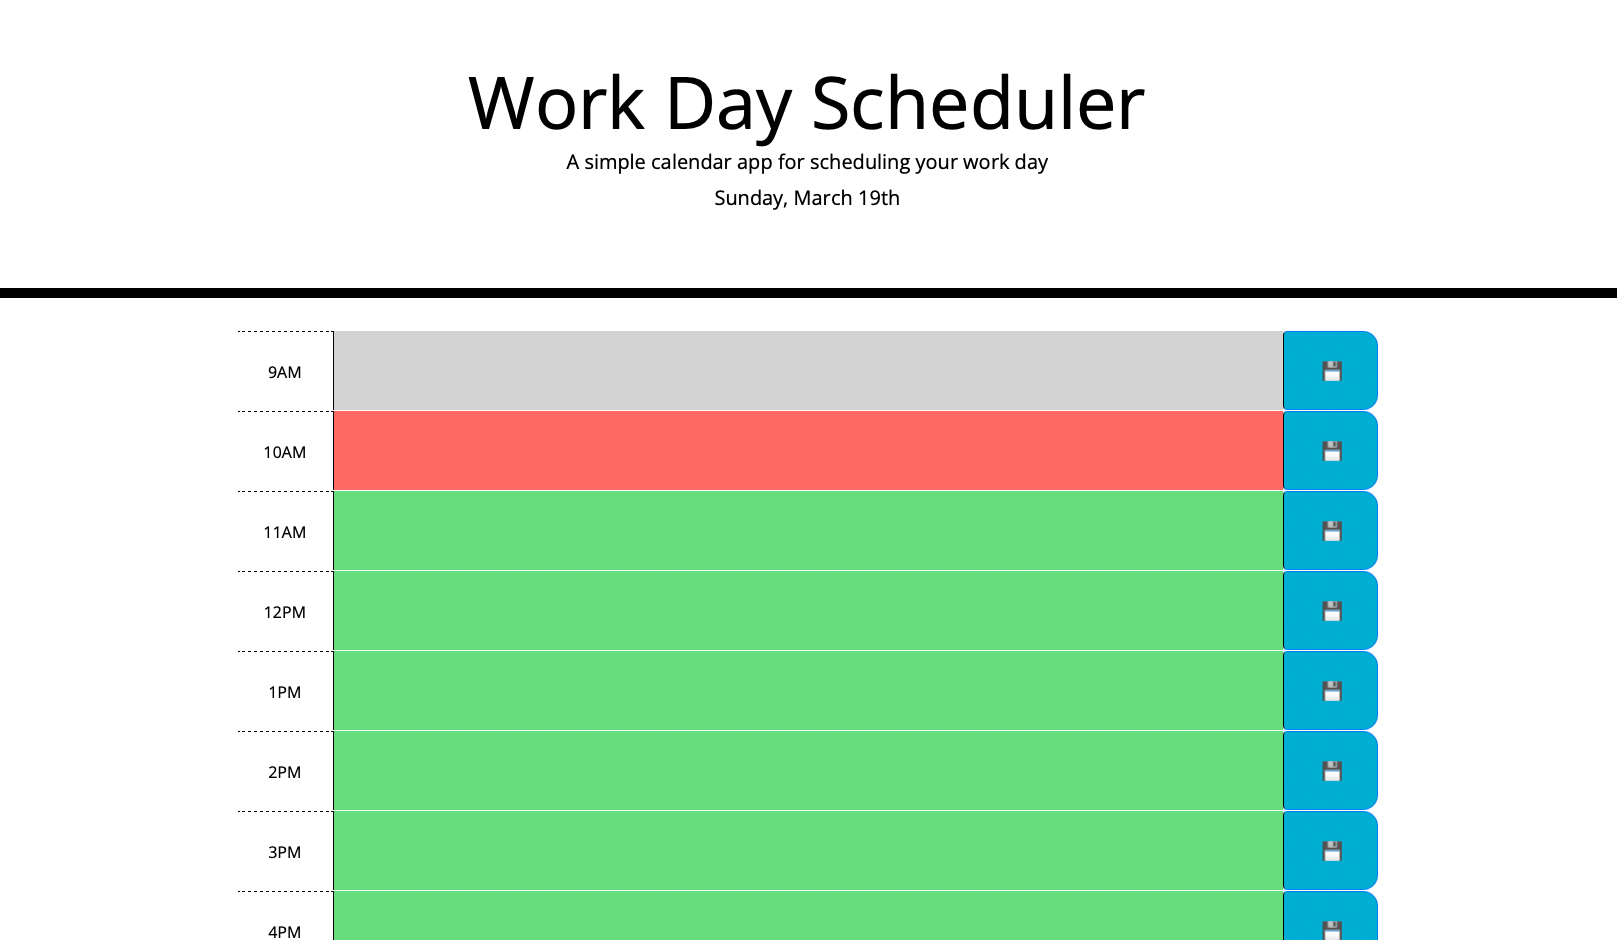 Work Day Scheduler
A simple calendar app for scheduling your work day
Sunday, March 19th
9AM
10AM
11AM
12PM
1PM
2PM
3PM
4PM